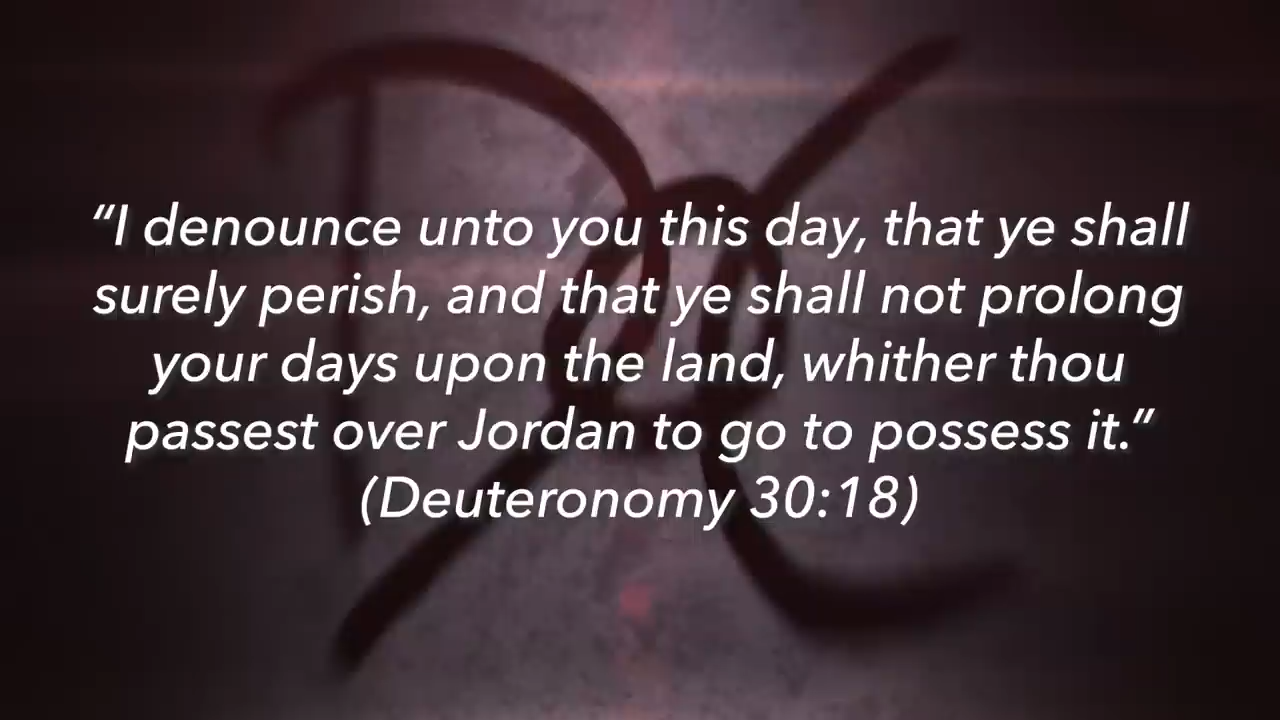 “I denounce unto you this day, that ye shall
surely perish, and that ye shall not prolong
your days upon the land, whither thou
passest over Jordan to go to possess it.”
(Deuteronomy 30:18)